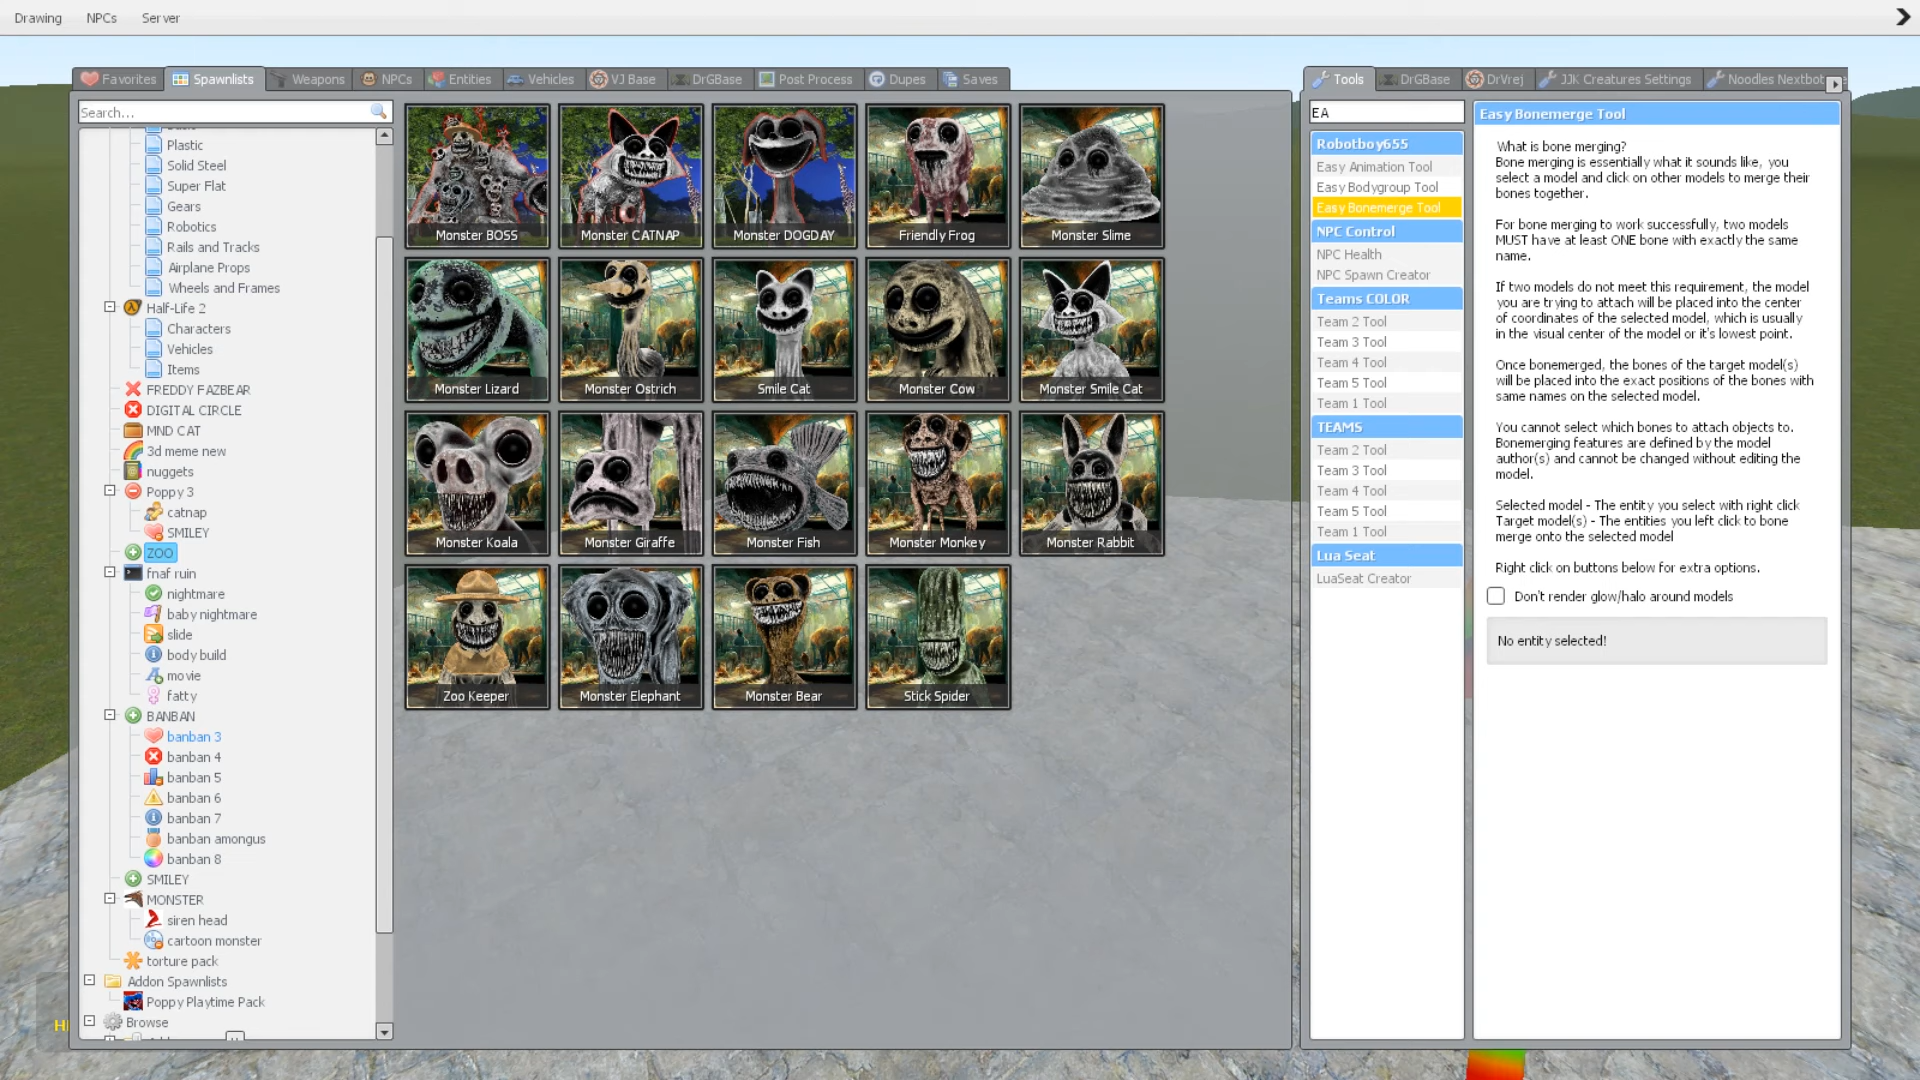 Drawing NPCs Server
Favorites Spawnlists Weapons NPCs Entities Vehicles VJ Base DrGBase Post Process Dupes Saves
Search...
Plastic
Solid Steel
Super Flat
Gears
Robotics
Rails and Tracks
Airplane Props
Wheels and Frames
Half-Life 2
Characters
Vehicles
Items
FREDDY FAZBEAR
DIGITAL CIRCLE
MND CAT
3d meme new
nuggets
Poppy 3
catnap
SMILEY
ZOO
fnaf ruin
nightmare
baby nightmare
slide
body build
movie
fatty
BANBAN
banban 3
banban 4
banban 5
banban 6
banban 7
banban amongus
banban 8
SMILEY
MONSTER
siren head
cartoon monster
torture pack
Addon Spawnlists
Poppy Playtime Pack
Browse
Monster BOSS Monster CATNAP Monster DOGDAY Friendly Frog Monster Slime
Monster Lizard Monster Ostrich Smile Cat Monster Cow Monster Smile Cat
Monster Koala Monster Giraffe Monster Fish Monster Monkey Monster Rabbit
Zoo Keeper Monster Elephant Monster Bear Stick Spider
Tools DrGBase DrVrej JJK Creatures Settings Noodles Nextbot
EA
Robotboy655
Easy Animation Tool
Easy Bodygroup Tool
Easy Bonemerge Tool
NPC Control
NPC Health
NPC Spawn Creator
Teams COLOR
Team 2 Tool
Team 3 Tool
Team 4 Tool
Team 5 Tool
Team 1 Tool
TEAMS
Team 2 Tool
Team 3 Tool
Team 4 Tool
Team 5 Tool
Team 1 Tool
Lua Seat
LuaSeat Creator
Easy Bonemerge Tool
What is bone merging?
Bone merging is essentially what it sounds like, you
select a model and click on other models to merge their
bones together.
For bone merging to work successfully, two models
MUST have at least ONE bone with exactly the same
name.
If two models do not meet this requirement, the model
you are trying to attach will be placed into the center
of coordinates of the selected model, which is usually
in the visual center of the model or it's lowest point.
Once bonemerged, the bones of the target model(s)
will be placed into the exact positions of the bones with
same names on the selected model.
You cannot select which bones to attach objects to.
Bonemerging features are defined by the model
author(s) and cannot be changed without editing the
model.
Selected model - The entity you select with right click
Target model(s) - The entities you left click to bone
merge onto the selected model
Right click on buttons below for extra options.
Don't render glow/halo around models
No entity selected!